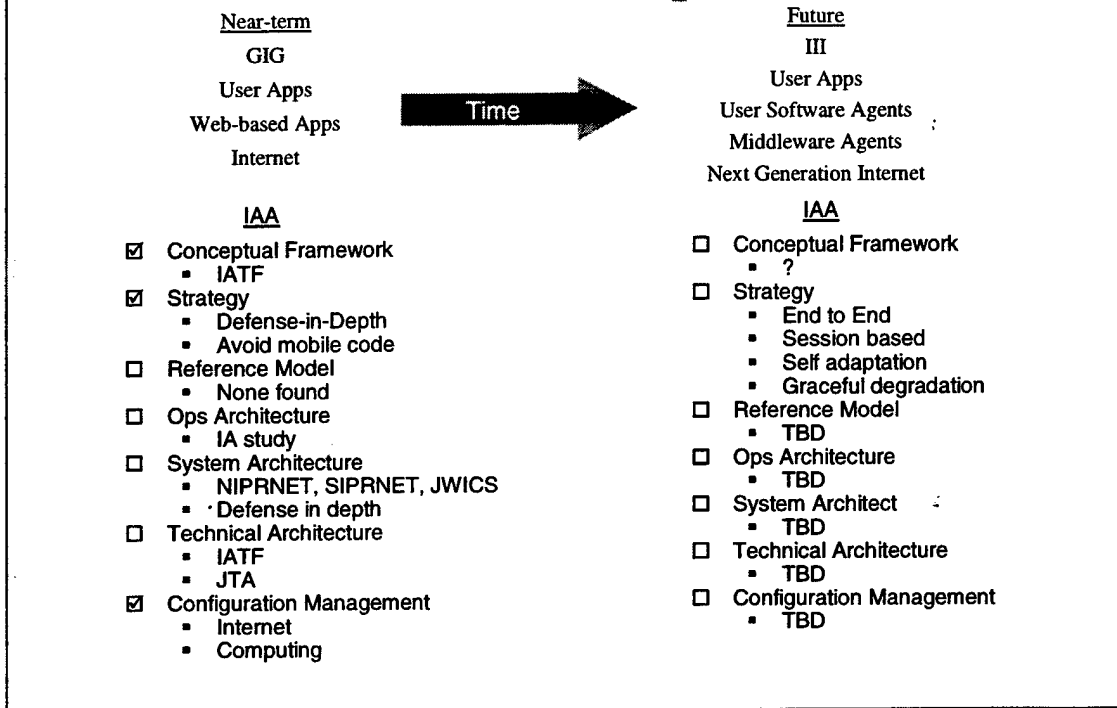 Near-term
GIG
User Apps
Web-based Apps
Internet
Time
Future
III
User Apps
User Software Agents
Middleware Agents
Next Generation Internet
IAA
☑ Conceptual Framework
▪ IATF
☑ Strategy
▪ Defense-in-Depth
▪ Avoid mobile code
☐ Reference Model
▪ None found
☐ Ops Architecture
▪ IA study
☐ System Architecture
▪ NIPRNET, SIPRNET, JWICS
▪ Defense in depth
☐ Technical Architecture
▪ IATF
▪ JTA
☑ Configuration Management
▪ Internet
▪ Computing
IAA
☐ Conceptual Framework
▪ ?
☐ Strategy
▪ End to End
▪ Session based
▪ Self adaptation
▪ Graceful degradation
☐ Reference Model
▪ TBD
☐ Ops Architecture
▪ TBD
☐ System Architect
▪ TBD
☐ Technical Architecture
▪ TBD
☐ Configuration Management
▪ TBD